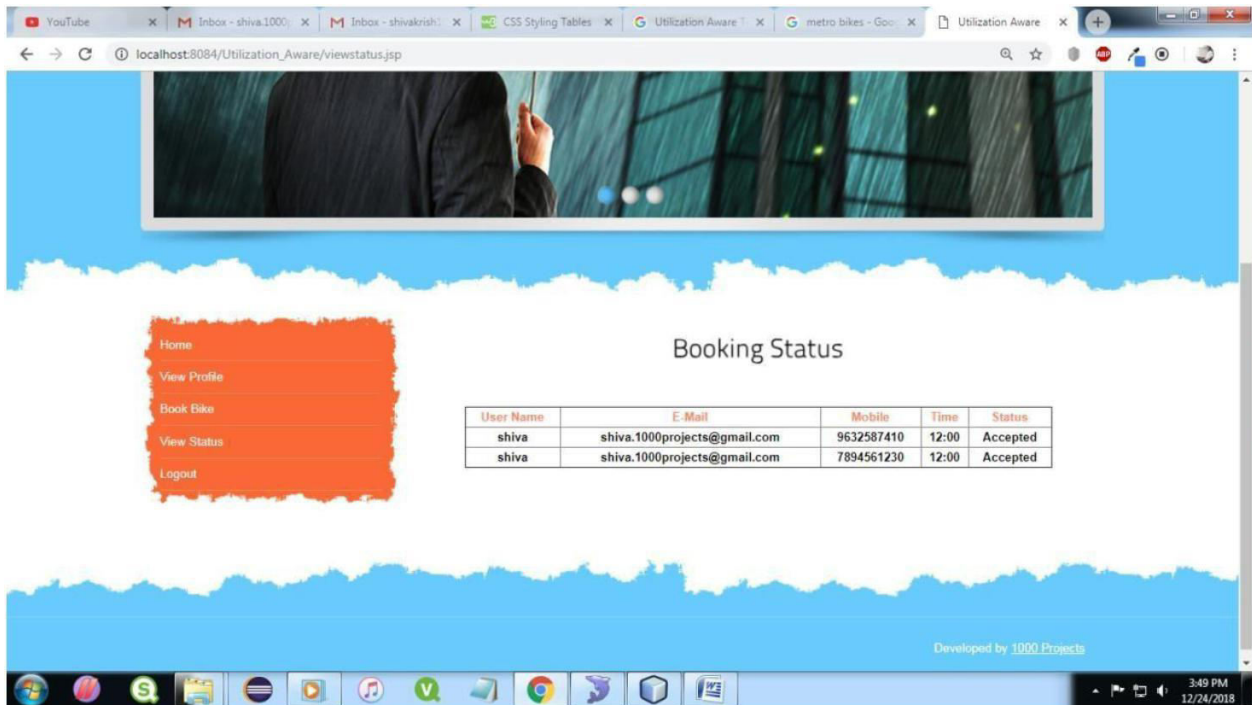 YouTube
Inbox - shiva.1000
Inbox - shivakrish
CSS Styling Tables
Utilization Aware T
metro bikes - Goo
Utilization Aware
localhost:8084/Utilization_Aware/viewstatus.jsp
ABP
Home
View Profile
Book Bike
View Status
Logout
Booking Status
User Name E-Mail Mobile Time Status
shiva shiva.1000projects@gmail.com 9632587410 12:00 Accepted
shiva shiva.1000projects@gmail.com 7894561230 12:00 Accepted
Developed by 1000 Projects
3:49 PM
12/24/2018